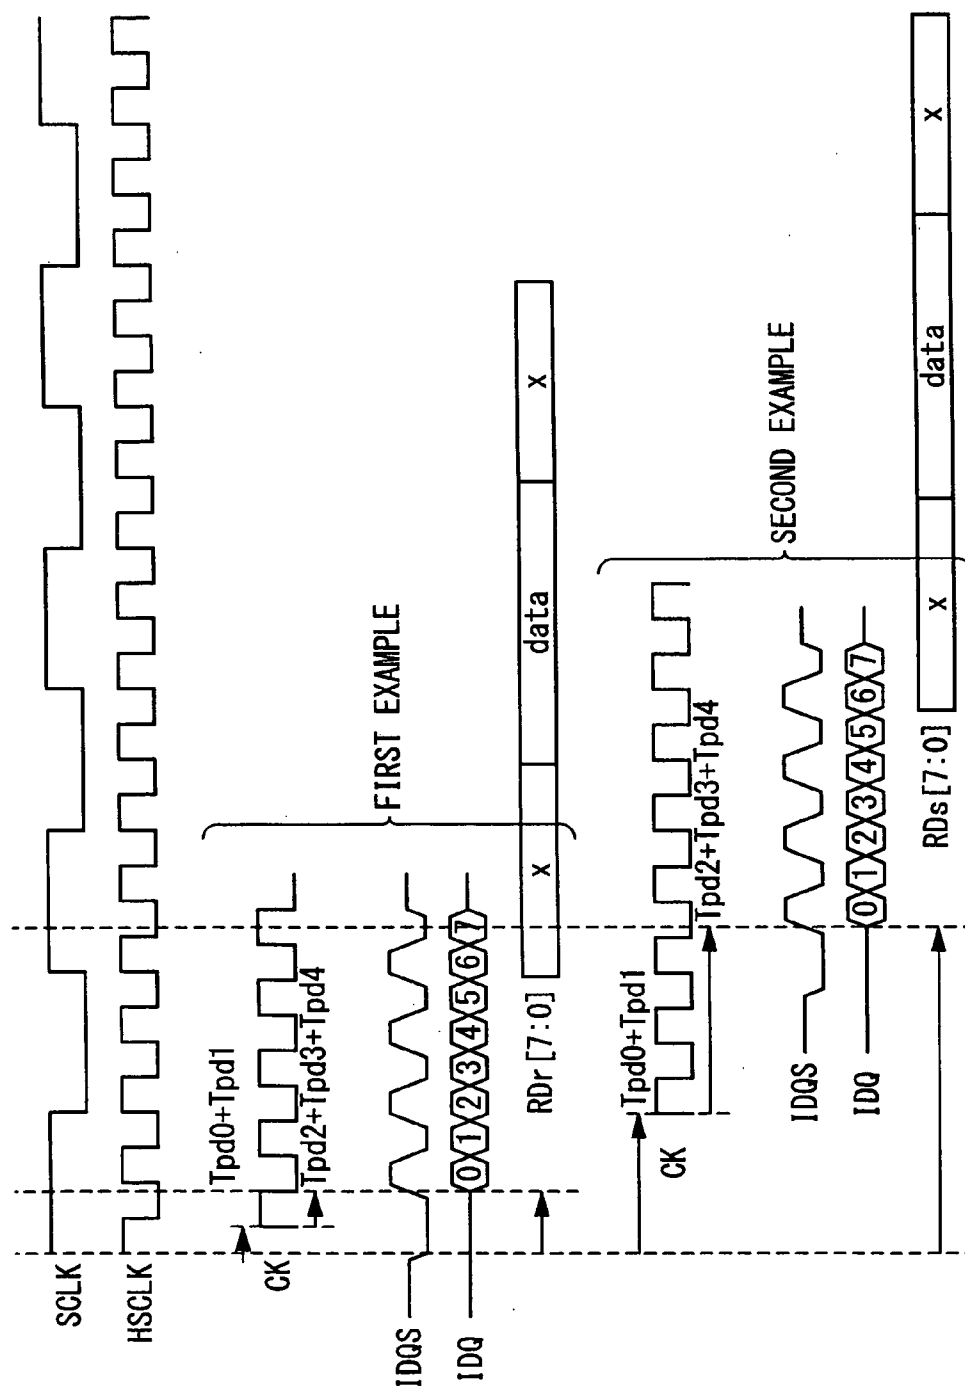 SCLK
HSCLK
Tpd0+Tpd1
CK
Tpd2+Tpd3+Tpd4
FIRST EXAMPLE
IDQS
IDQ
0 1 2 3 4 5 6 7
RDr[7:0]
x
data
x
Tpd0+Tpd1
CK
Tpd2+Tpd3+Tpd4
SECOND EXAMPLE
IDQS
IDQ
0 1 2 3 4 5 6 7
RDs[7:0]
x
data
x